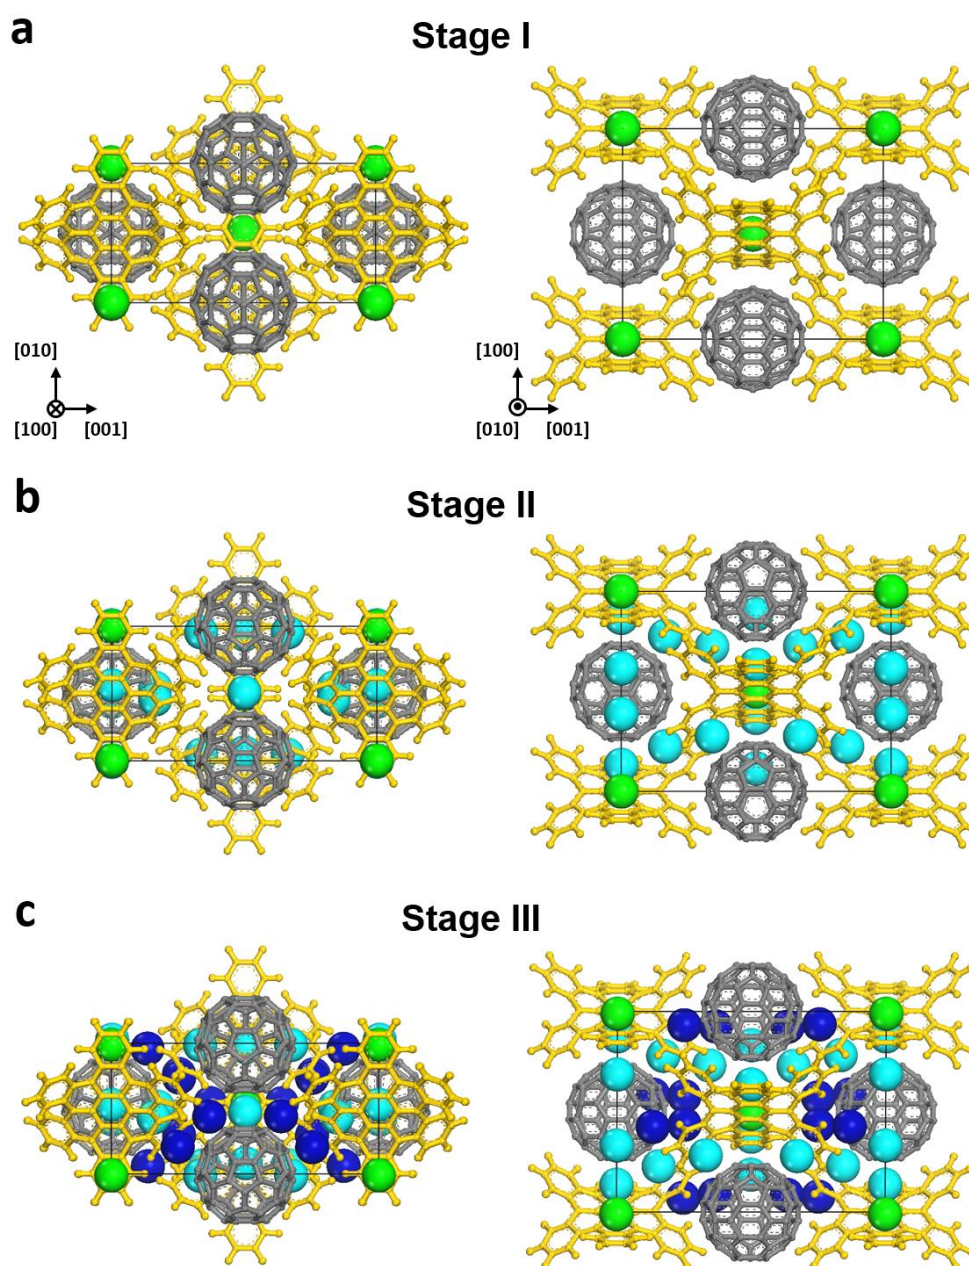 a
Stage I
[010]
[100] [001]
[100]
[010] [001]
b
Stage II
c
Stage III